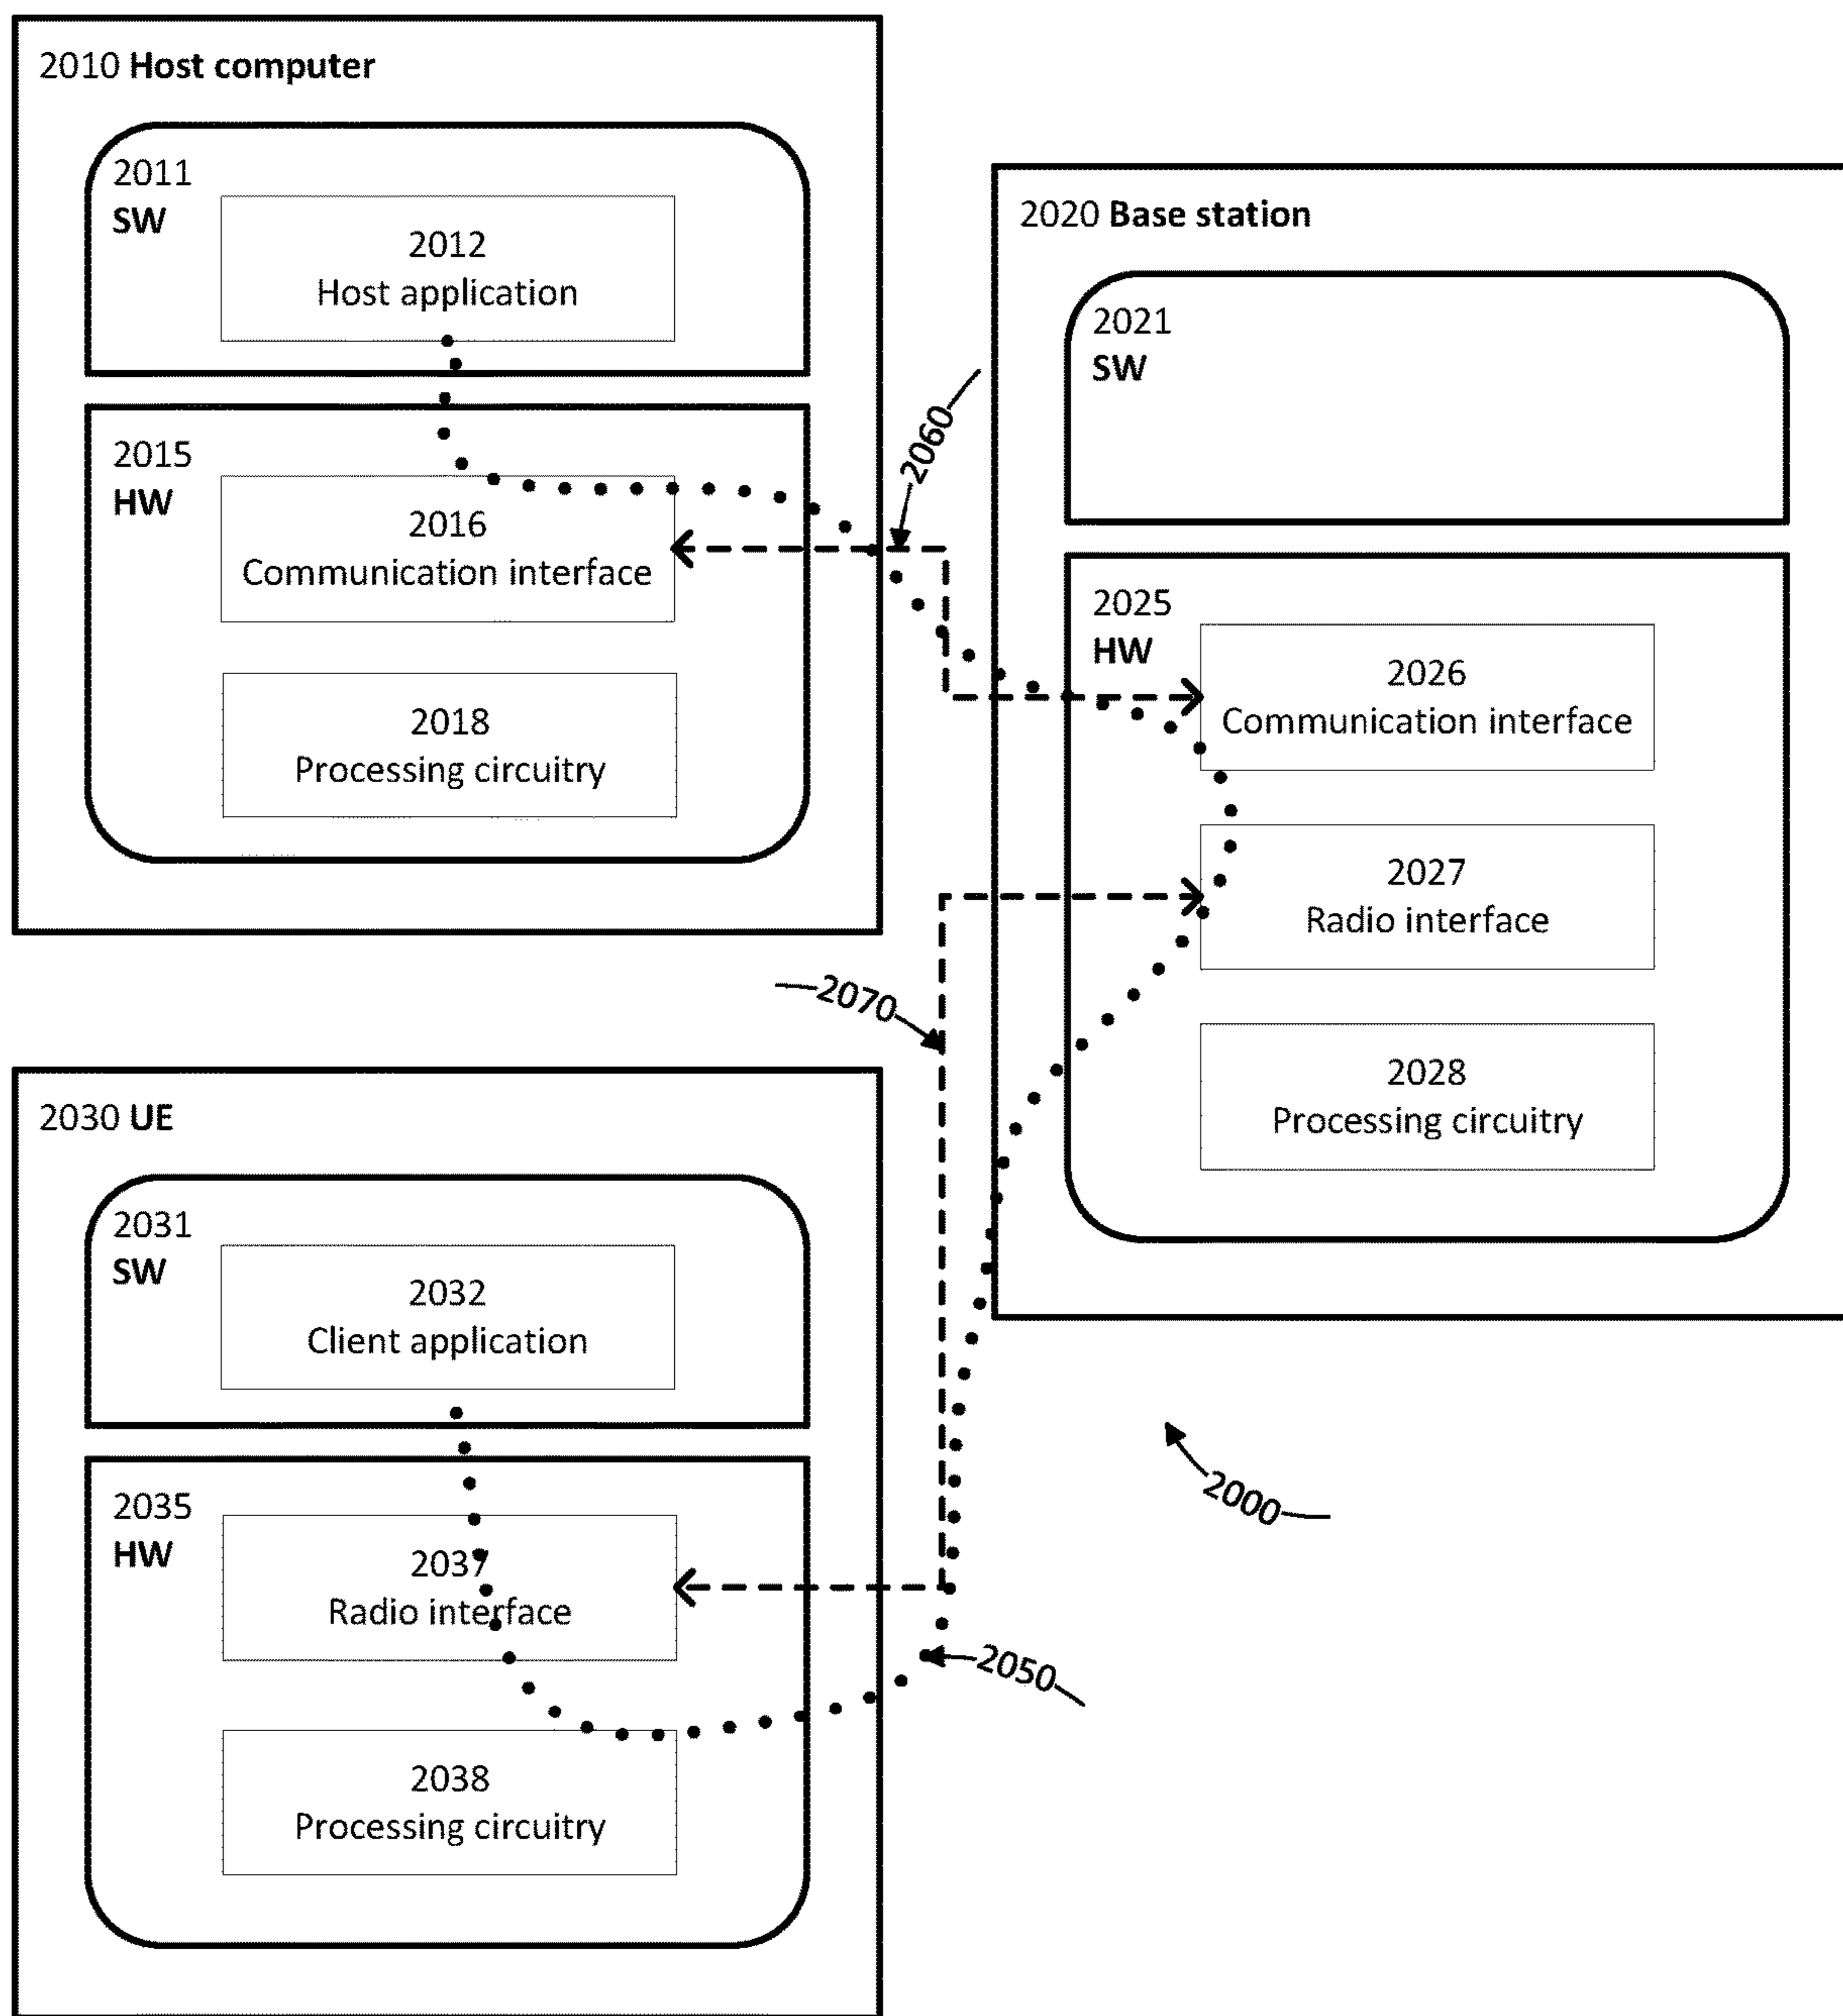 2010 Host computer
2011
SW
2012
Host application
2015
HW
2016
Communication interface
2018
Processing circuitry
2060
2020 Base station
2021
SW
2025
HW
2026
Communication interface
2027
Radio interface
2028
Processing circuitry
2070
2030 UE
2031
SW
2032
Client application
2035
HW
2037
Radio interface
2038
Processing circuitry
2050
2000